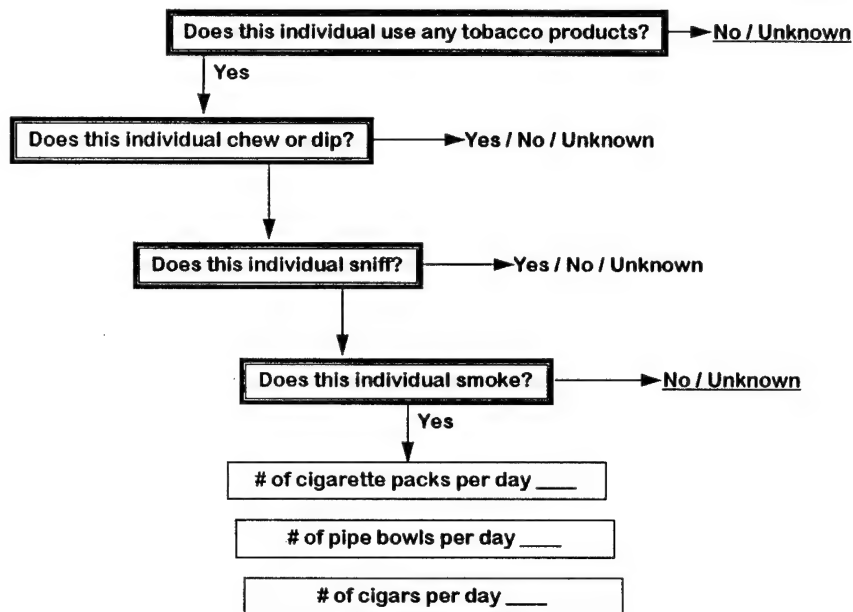 Does this individual use any tobacco products? No / Unknown
Yes
Does this individual chew or dip? Yes / No / Unknown
Does this individual sniff? Yes / No / Unknown
Does this individual smoke? No / Unknown
Yes
# of cigarette packs per day ____
# of pipe bowls per day ____
# of cigars per day ____